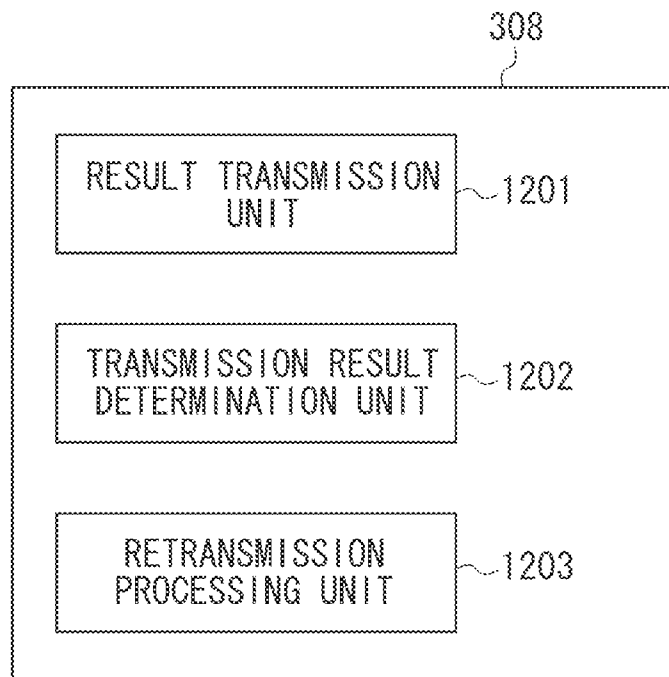 308
RESULT TRANSMISSION
UNIT
1201
TRANSMISSION RESULT
DETERMINATION UNIT
1202
RETRANSMISSION
PROCESSING UNIT
1203